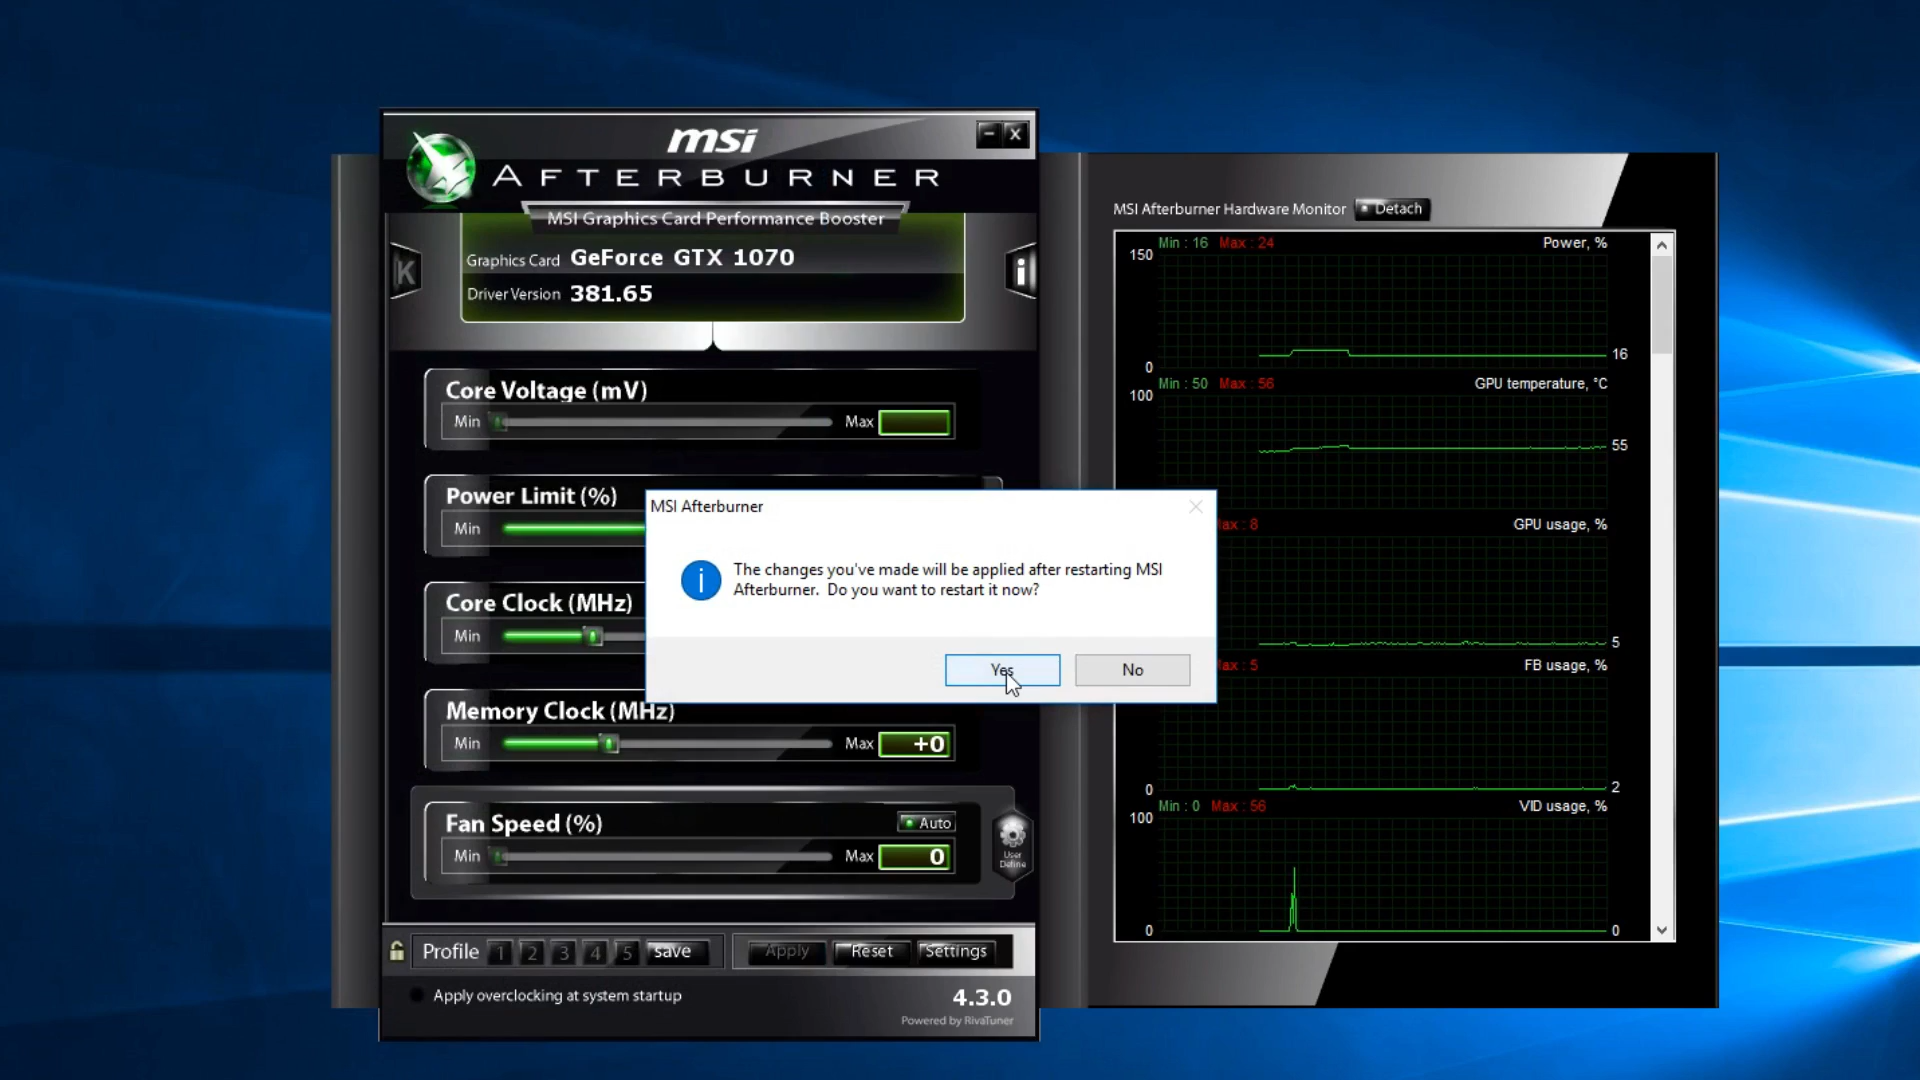 msi
AFTERBURNER
MSI Graphics Card Performance Booster
K
Graphics Card GeForce GTX 1070
i
Driver Version 381.65
Core Voltage (mV)
Min Max
Power Limit (%)
Min
Core Clock (MHz)
Min
Memory Clock (MHz)
Min Max +0
Fan Speed (%) Auto
Min Max 0
User
Define
Profile 1 2 3 4 5 save Apply Reset Settings
Apply overclocking at system startup 4.3.0
Powered by RivaTuner
MSI Afterburner
The changes you've made will be applied after restarting MSI
Afterburner. Do you want to restart it now?
Yes No
MSI Afterburner Hardware Monitor Detach
Min : 16 Max : 24 Power, %
150
16
0
Min : 50 Max : 56 GPU temperature, °C
100
55
: 8 GPU usage, %
5
: 5 FB usage, %
2
0
Min : 0 Max : 56 VID usage, %
100
0 0